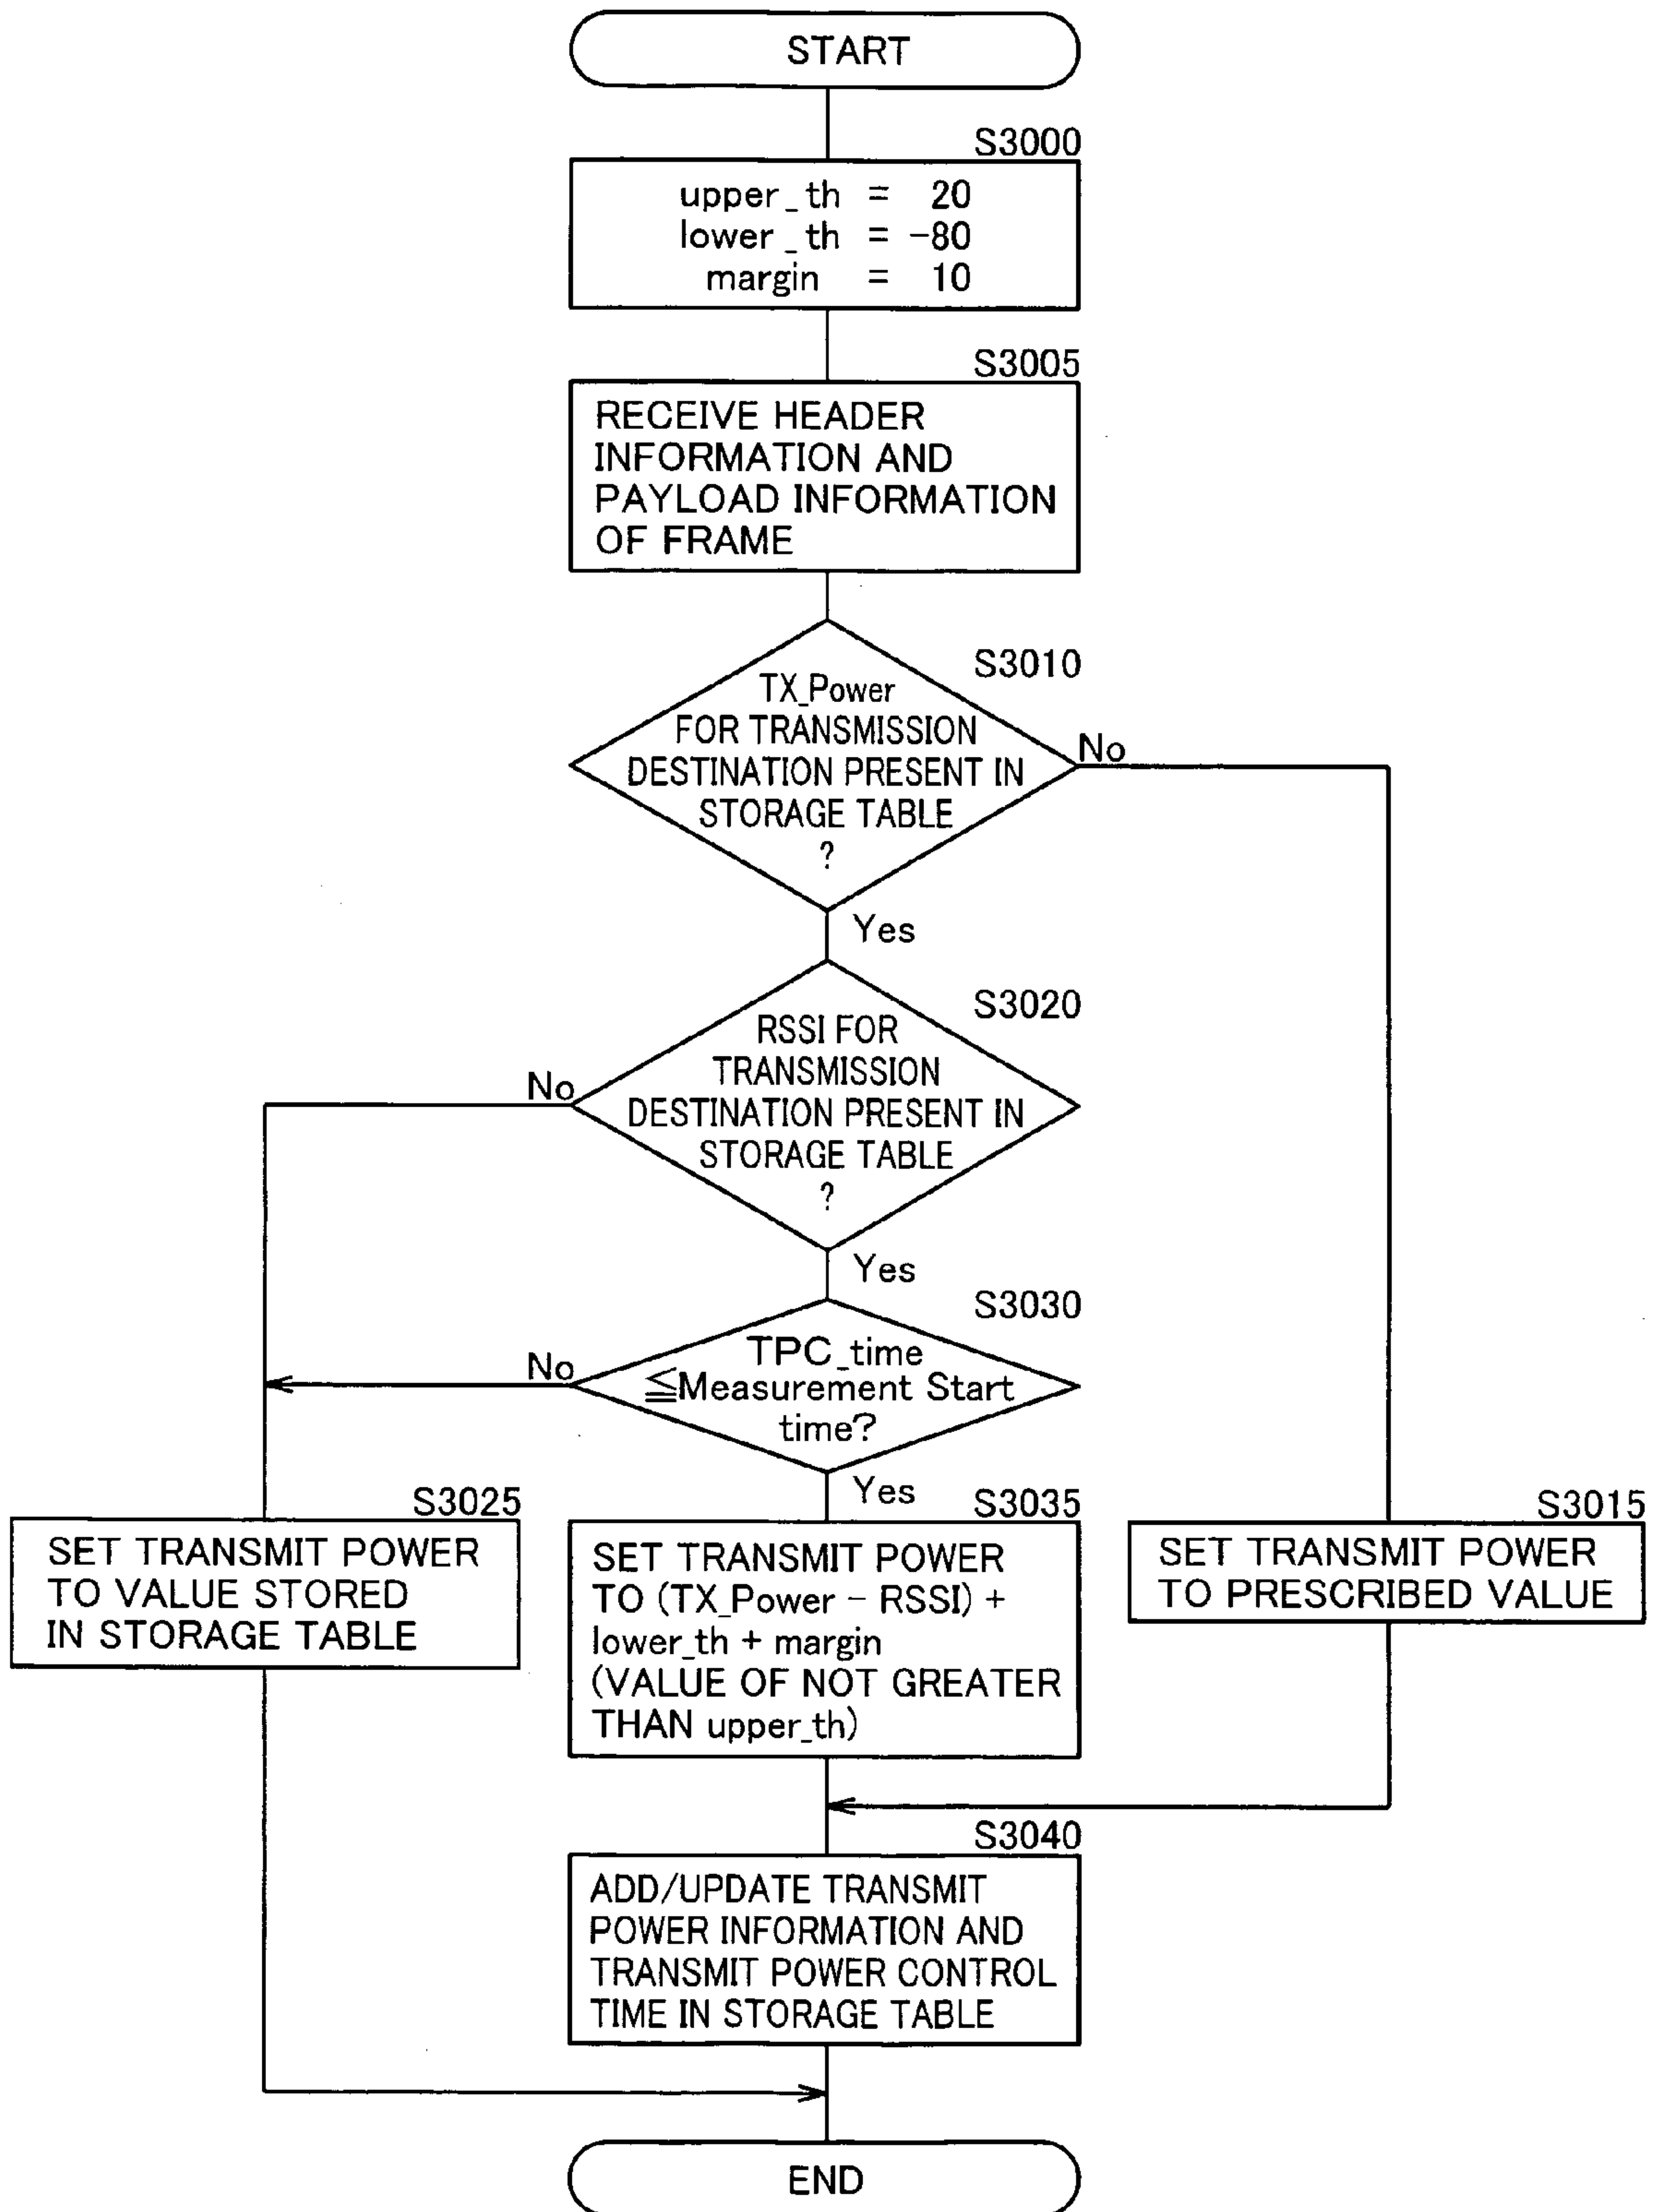 START
S3000
upper_th = 20
lower_th = -80
margin = 10
S3005
RECEIVE HEADER
INFORMATION AND
PAYLOAD INFORMATION
OF FRAME
S3010
TX_Power
FOR TRANSMISSION
DESTINATION PRESENT IN
STORAGE TABLE
?
No
Yes
S3020
RSSI FOR
TRANSMISSION
DESTINATION PRESENT IN
STORAGE TABLE
?
No
Yes
S3030
TPC_time
≦Measurement Start
time?
No
Yes
S3025
SET TRANSMIT POWER
TO VALUE STORED
IN STORAGE TABLE
S3035
SET TRANSMIT POWER
TO (TX_Power - RSSI) +
lower_th + margin
(VALUE OF NOT GREATER
THAN upper_th)
S3015
SET TRANSMIT POWER
TO PRESCRIBED VALUE
S3040
ADD/UPDATE TRANSMIT
POWER INFORMATION AND
TRANSMIT POWER CONTROL
TIME IN STORAGE TABLE
END